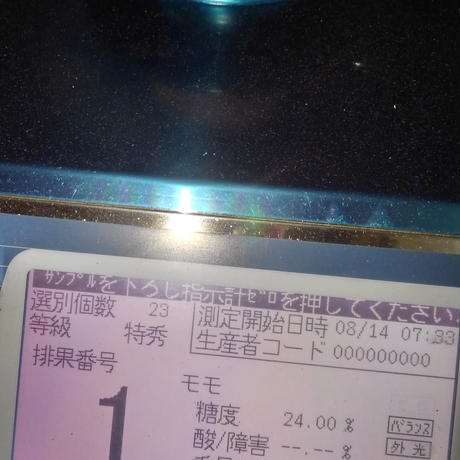 ｻﾝﾌﾟﾙを下ろし指示計ｾﾞﾛを押してください.
選別個数 23
等級 特秀
測定開始日時 08/14 07:33
生産者コード 000000000
排果番号
1
モモ
糖度 24.00 %
ﾊﾞﾗﾝｽ
酸/障害 --.-- %
外光